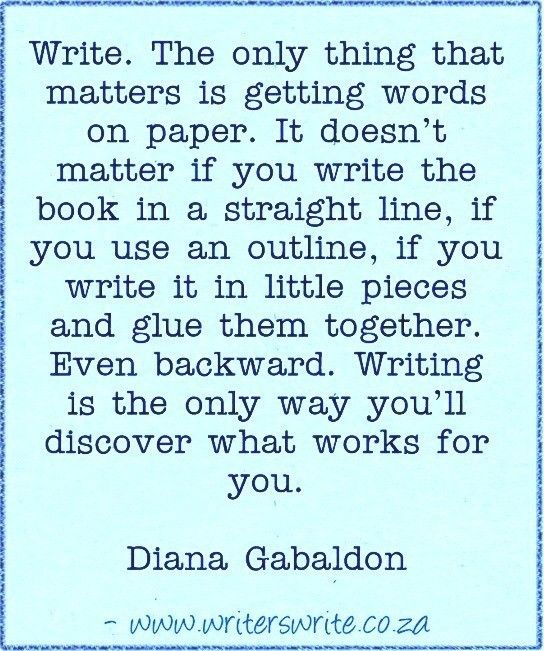 Write. The only thing that
matters is getting words
on paper. It doesn't
matter if you write the
book in a straight line, if
you use an outline, if you
write it in little pieces
and glue them together.
Even backward. Writing
is the only way you'll
discover what works for
you.
Diana Gabaldon
- www.writerswrite.co.za